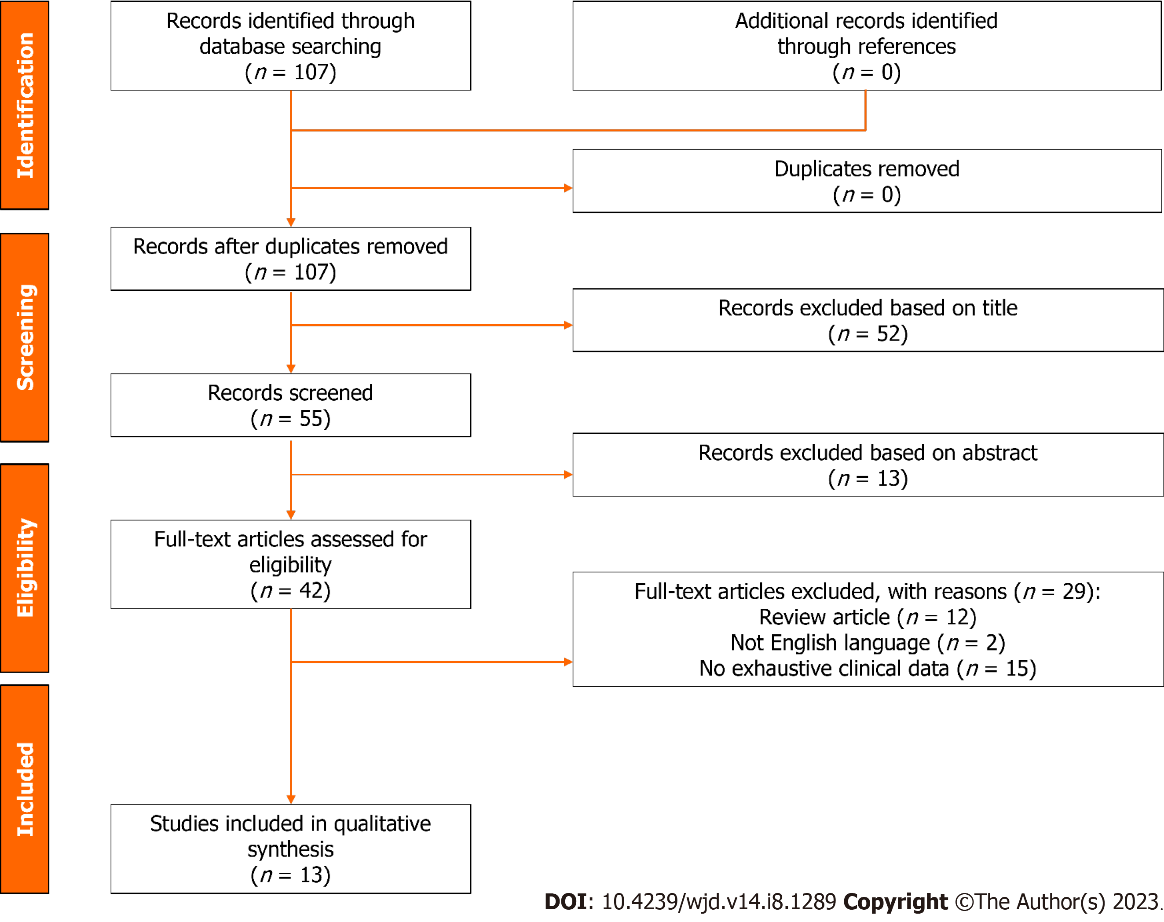 Identification
Records identified through
database searching
(n = 107)
Additional records identified
through references
(n = 0)
Duplicates removed
(n = 0)
Screening
Records after duplicates removed
(n = 107)
Records excluded based on title
(n = 52)
Records screened
(n = 55)
Records excluded based on abstract
(n = 13)
Eligibility
Full-text articles assessed for
eligibility
(n = 42)
Full-text articles excluded, with reasons (n = 29):
Review article (n = 12)
Not English language (n = 2)
No exhaustive clinical data (n = 15)
Included
Studies included in qualitative
synthesis
(n = 13)
DOI: 10.4239/wjd.v14.i8.1289 Copyright ©The Author(s) 2023.